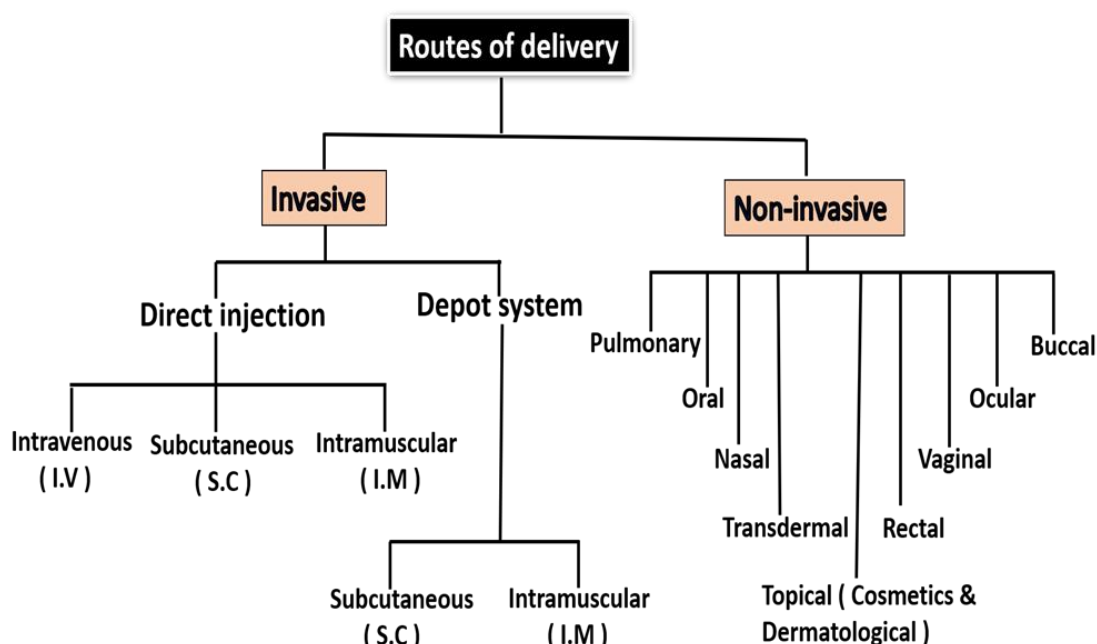 Routes of delivery
Invasive
Non-invasive
Direct injection
Depot system
Intravenous
( I.V )
Subcutaneous
( S.C )
Intramuscular
( I.M )
Subcutaneous
( S.C )
Intramuscular
( I.M )
Pulmonary
Oral
Nasal
Transdermal
Topical ( Cosmetics &
Dermatological )
Rectal
Vaginal
Ocular
Buccal